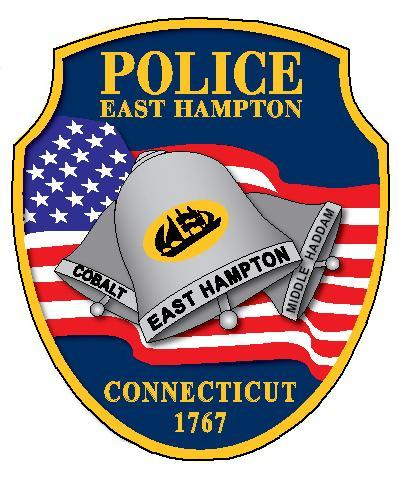 POLICE
EAST HAMPTON
COBALT
EAST HAMPTON
MIDDLE HADDAM
CONNECTICUT
1767